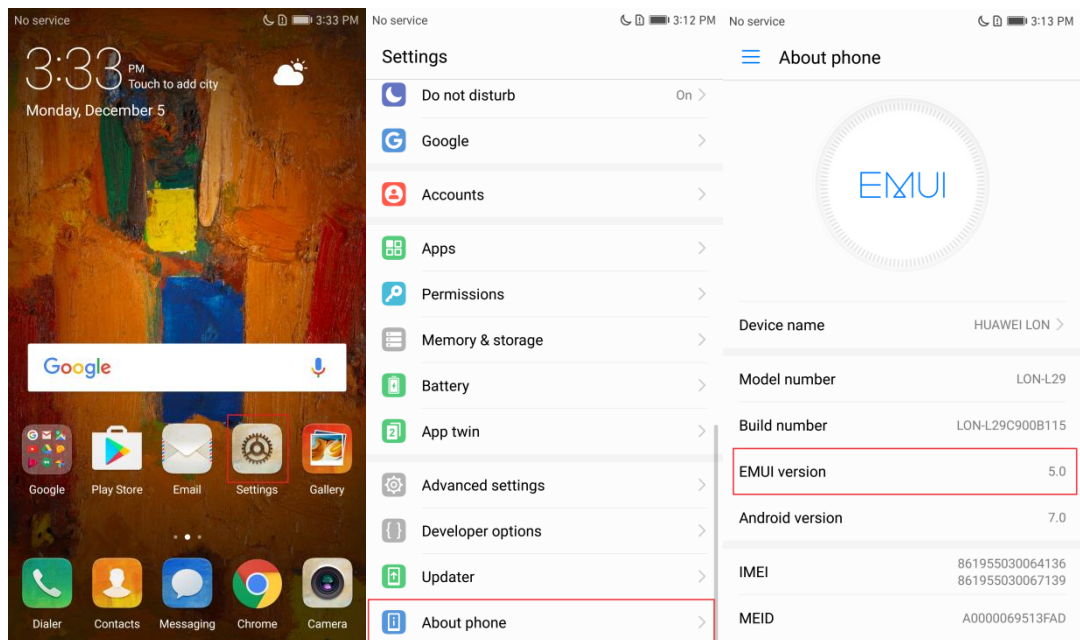 No service
3:33 PM
3:33 PM
Touch to add city
Monday, December 5
Google
Google
Play Store
Email
Settings
Gallery
Dialer
Contacts
Messaging
Chrome
Camera
No service
3:12 PM
Settings
Do not disturb
On
Google
Accounts
Apps
Permissions
Memory & storage
Battery
App twin
Advanced settings
Developer options
Updater
About phone
No service
3:13 PM
About phone
EMUI
Device name
HUAWEI LON
Model number
LON-L29
Build number
LON-L29C900B115
EMUI version
5.0
Android version
7.0
IMEI
861955030064136
861955030067139
MEID
A0000069513FAD